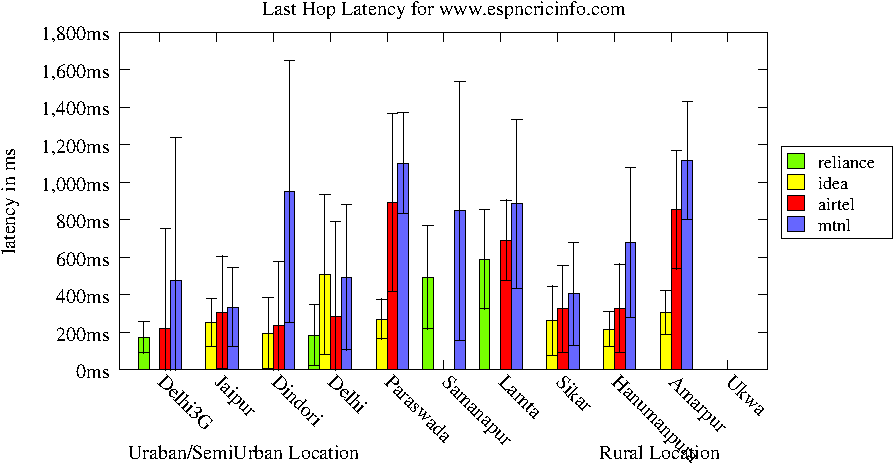 Last Hop Latency for www.espncricinfo.com
latency in ms
1,800ms
1,600ms
1,400ms
1,200ms
1,000ms
800ms
600ms
400ms
200ms
0ms
reliance
idea
airtel
mtnl
Delhi3G
Jaipur
Dindori
Delhi
Paraswada
Samanapur
Lamta
Sikar
Hanumanpura
Amarpur
Ukwa
Uraban/SemiUrban Location
Rural Location